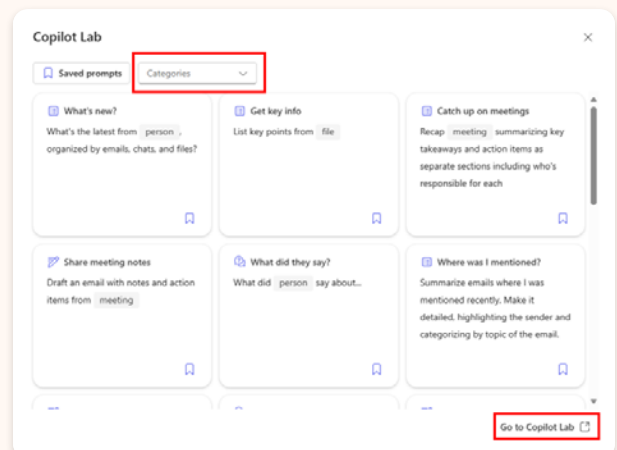 Copilot Lab
Saved prompts
Categories
What's new?
What's the latest from person ,
organized by emails, chats, and files?
Get key info
List key points from file
Catch up on meetings
Recap meeting summarizing key
takeaways and action items as
separate sections including who's
responsible for each
Share meeting notes
Draft an email with notes and action
items from meeting
What did they say?
What did person say about...
Where was I mentioned?
Summarize emails where I was
mentioned recently. Make it
detailed, highlighting the sender and
categorizing by topic of the email.
Go to Copilot Lab